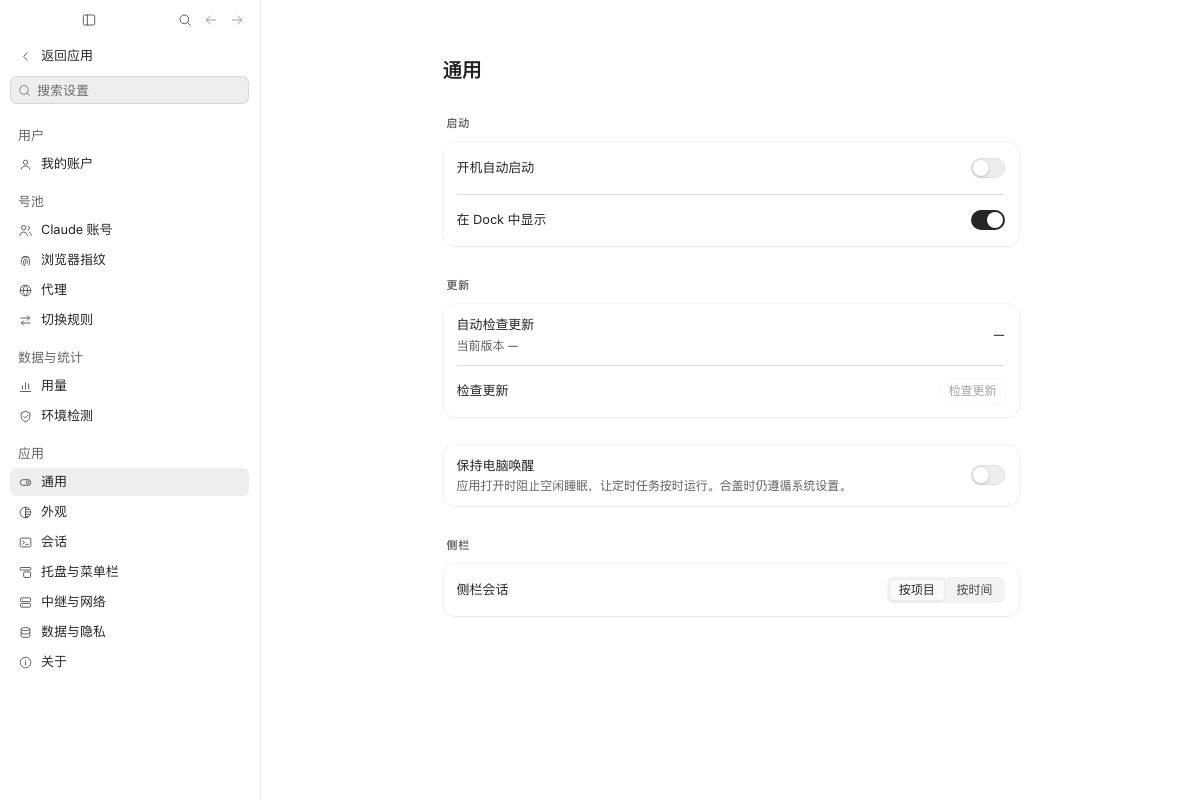 返回应用
搜索设置
用户
我的账户
号池
Claude 账号
浏览器指纹
代理
切换规则
数据与统计
用量
环境检测
应用
通用
外观
会话
托盘与菜单栏
中继与网络
数据与隐私
关于
通用
启动
开机自动启动
在 Dock 中显示
更新
自动检查更新
当前版本 —
—
检查更新
检查更新
保持电脑唤醒
应用打开时阻止空闲睡眠，让定时任务按时运行。合盖时仍遵循系统设置。
侧栏
侧栏会话
按项目
按时间